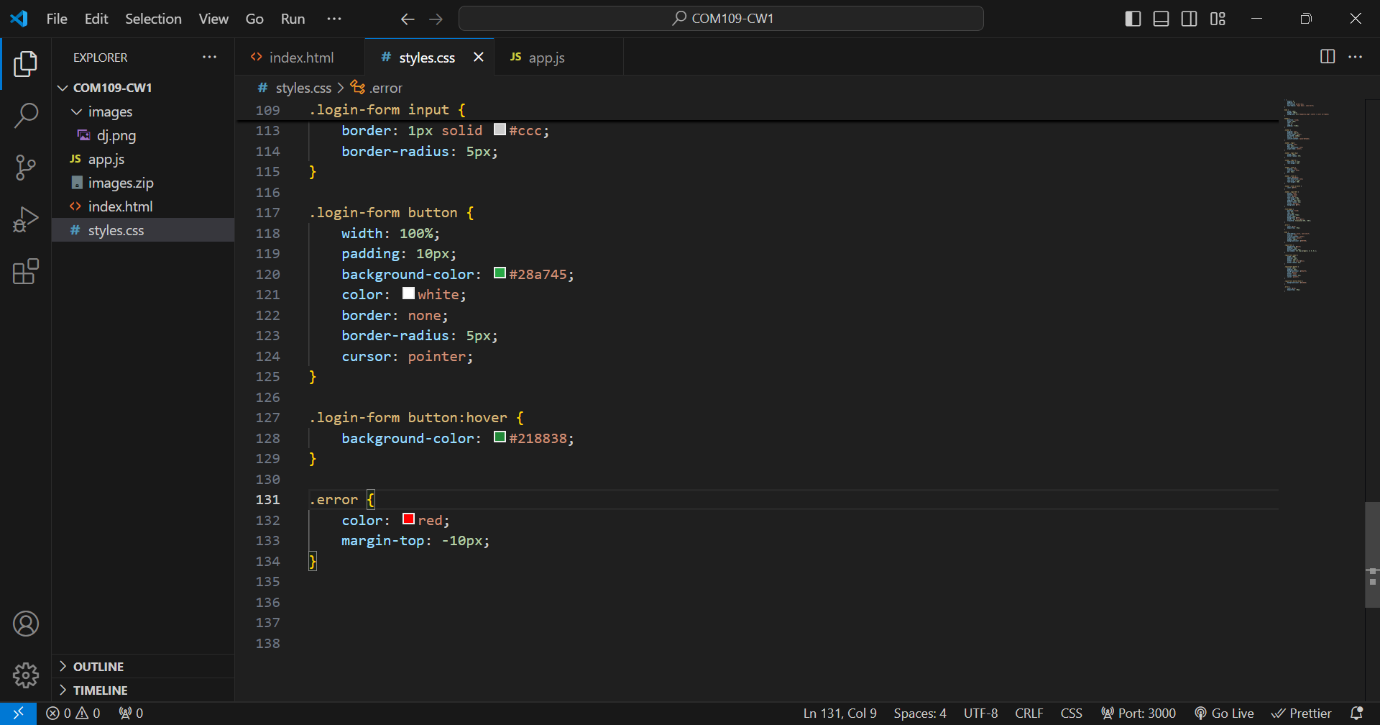 File Edit Selection View Go Run ··· COM109-CW1
EXPLORER ···
COM109-CW1
images
dj.png
JS app.js
images.zip
<> index.html
# styles.css
OUTLINE
TIMELINE
<> index.html # styles.css JS app.js ···
# styles.css > .error
109 .login-form input {
113 border: 1px solid #ccc;
114 border-radius: 5px;
115 }
116
117 .login-form button {
118 width: 100%;
119 padding: 10px;
120 background-color: #28a745;
121 color: white;
122 border: none;
123 border-radius: 5px;
124 cursor: pointer;
125 }
126
127 .login-form button:hover {
128 background-color: #218838;
129 }
130
131 .error {
132 color: red;
133 margin-top: -10px;
134 }
135
136
137
138
0 0 0 Ln 131, Col 9 Spaces: 4 UTF-8 CRLF CSS Port: 3000 Go Live Prettier